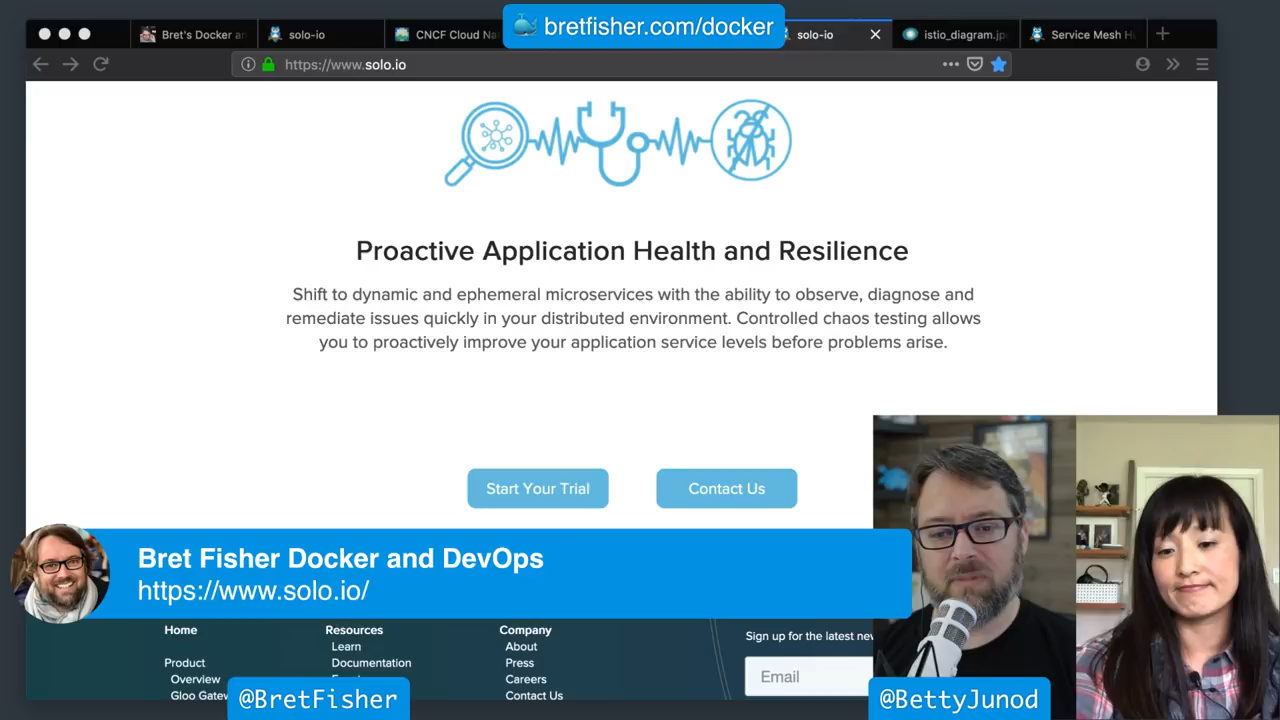 bretfisher.com/docker
Bret's Docker an
solo-io
CNCF Cloud Na
solo-io
istio_diagram.jp
Service Mesh H
https://www.solo.io
Proactive Application Health and Resilience
Shift to dynamic and ephemeral microservices with the ability to observe, diagnose and
remediate issues quickly in your distributed environment. Controlled chaos testing allows
you to proactively improve your application service levels before problems arise.
Start Your Trial
Contact Us
Bret Fisher Docker and DevOps
https://www.solo.io/
Home
Resources
Company
Sign up for the latest new
Learn
About
Product
Documentation
Press
Overview
Careers
Email
Gloo Gatew
Contact Us
@BretFisher
@BettyJunod